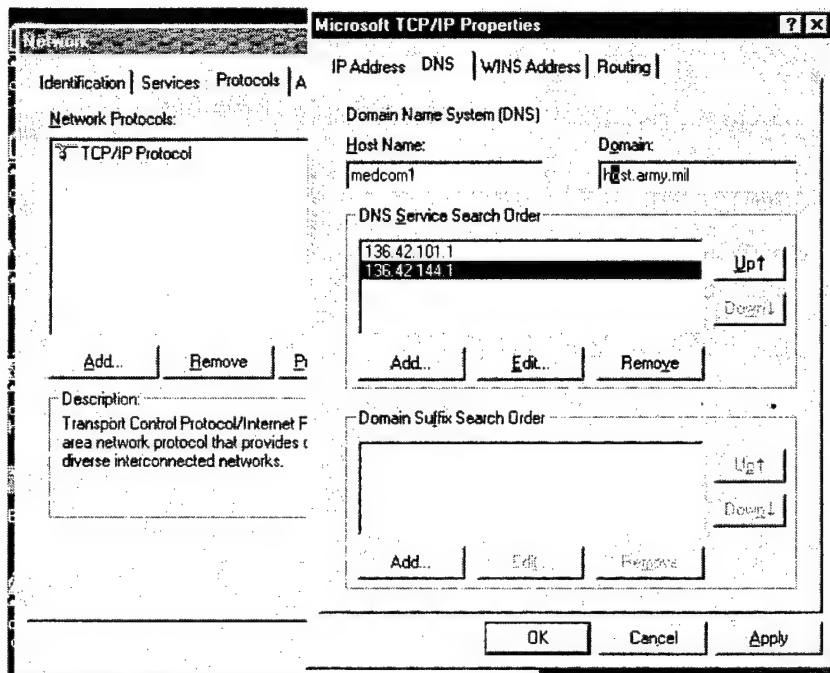 Network
Identification Services Protocols A
Network Protocols:
TCP/IP Protocol
Add... Remove P
Description:
Transport Control Protocol/Internet P
area network protocol that provides c
diverse interconnected networks.
Microsoft TCP/IP Properties ? X
IP Address DNS WINS Address Routing
Domain Name System (DNS)
Host Name: Domain:
medcom1 host.army.mil
DNS Service Search Order
136.42.101.1
136.42.144.1
Up↑
Down↓
Add... Edit... Remove
Domain Suffix Search Order
Up↑
Down↓
Add... Edit... Remove
OK Cancel Apply